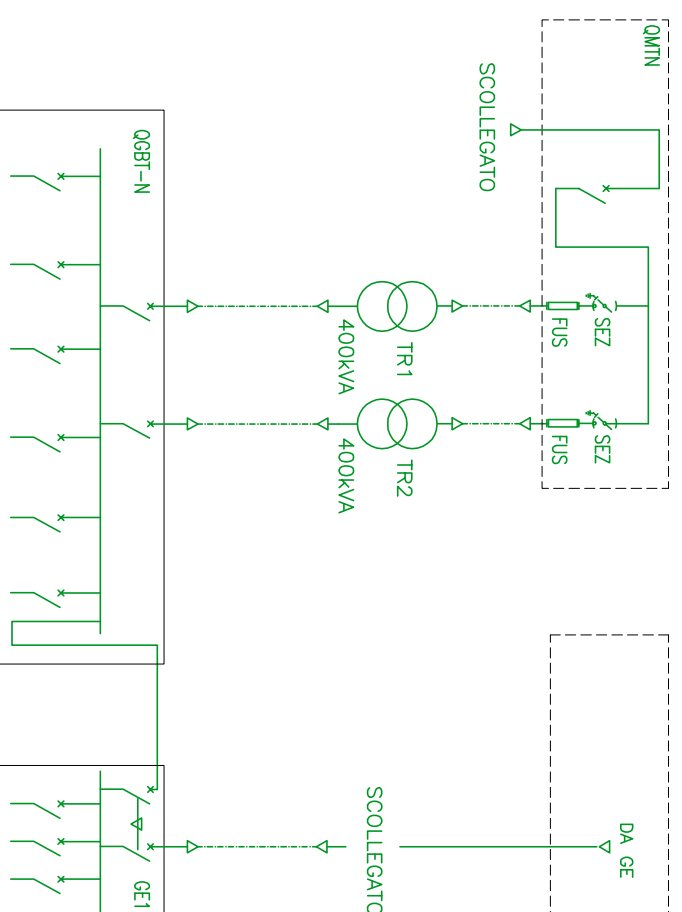 QMTN
SCOLLEGATO
SEZ
FUS
TR1
400kVA
SEZ
FUS
TR2
400kVA
QGBT-N
DA GE
SCOLLEGATO
GE1